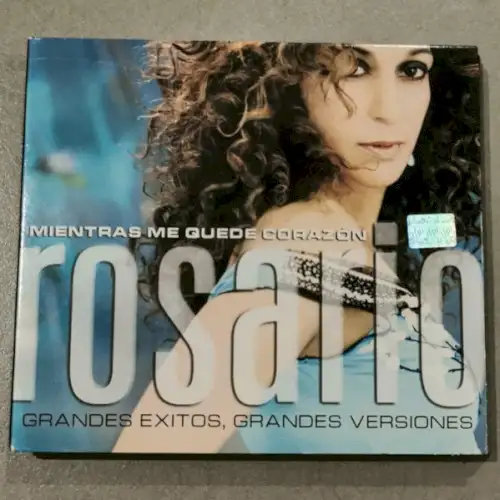 MIENTRAS ME QUEDE CORAZÓN
rosario
GRANDES EXITOS, GRANDES VERSIONES